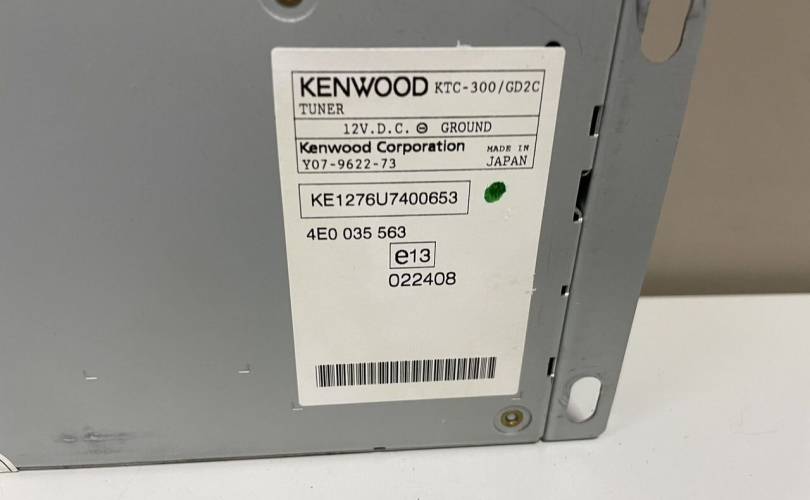 KENWOOD KTC-300/GD2C
TUNER
12V.D.C. ⊖ GROUND
Kenwood Corporation MADE IN
Y07-9622-73 JAPAN
KE1276U7400653
4E0 035 563
e13
022408